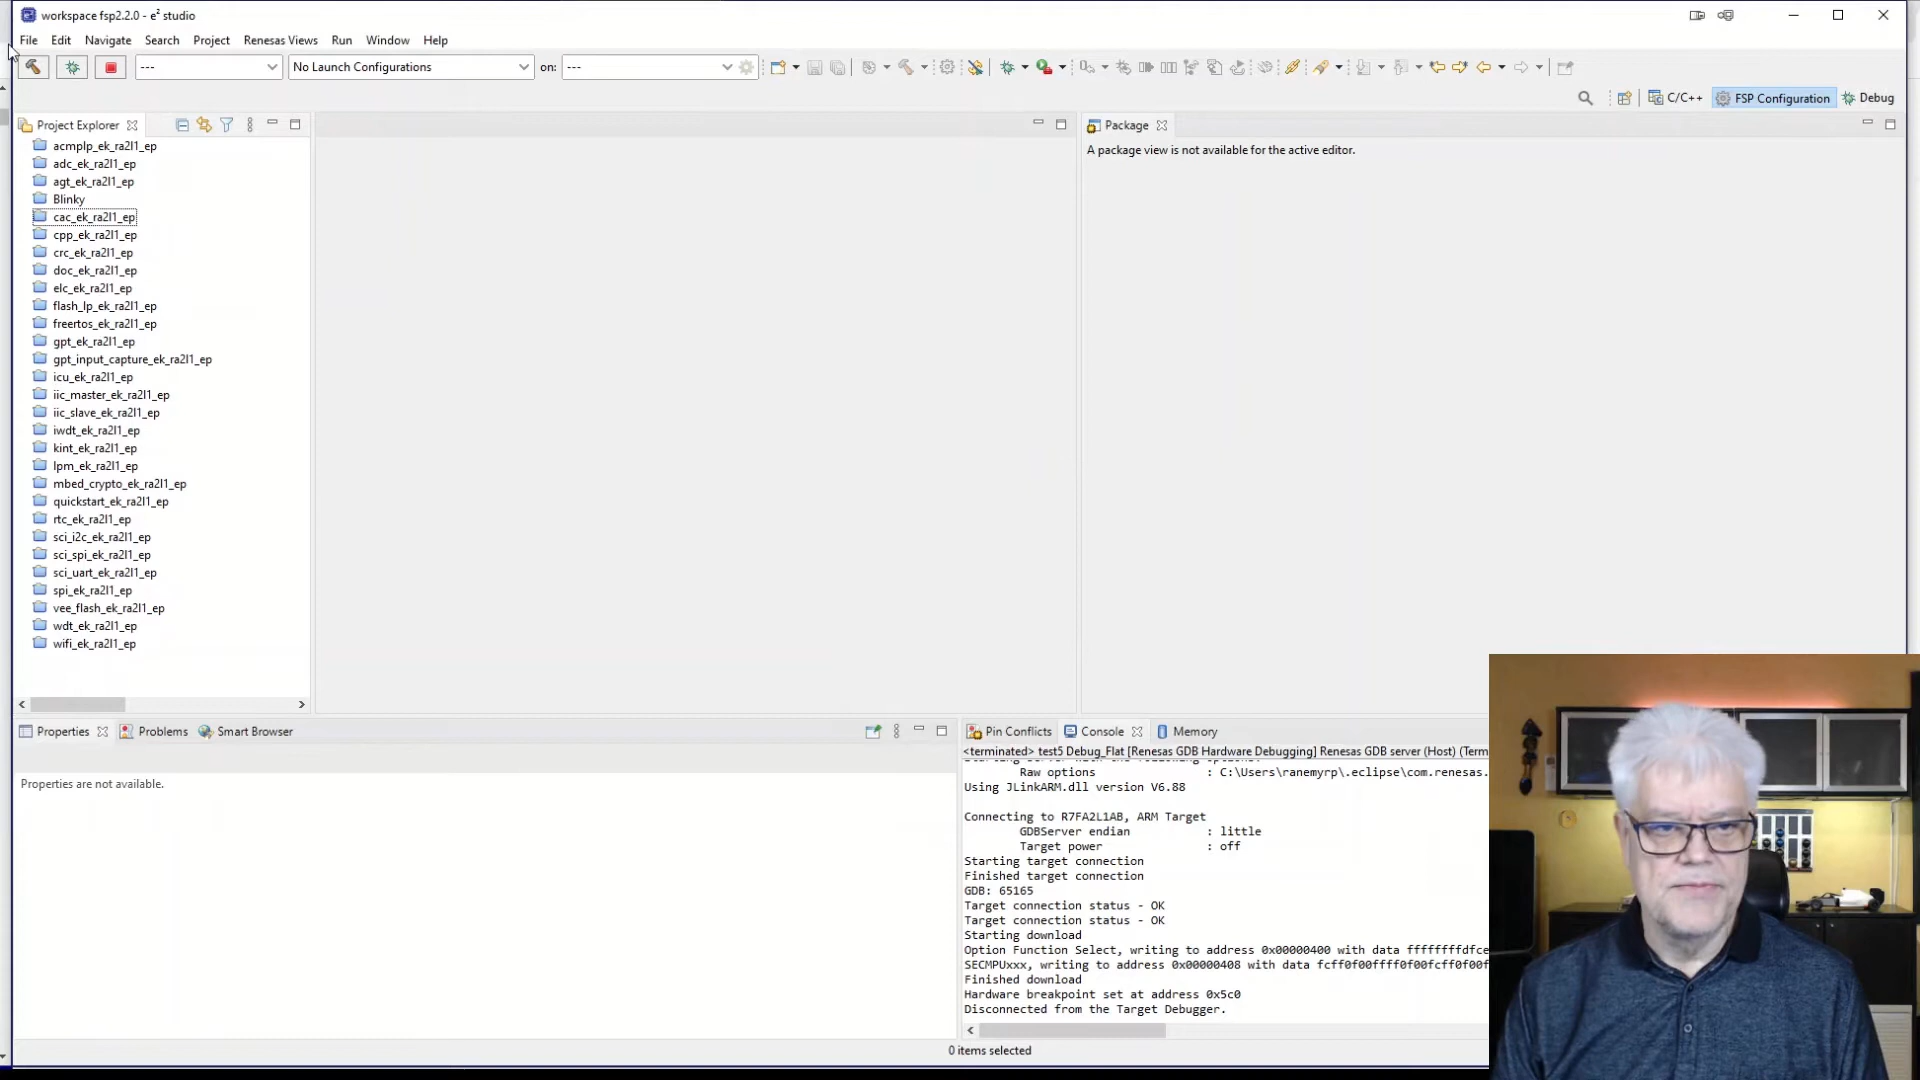 workspace fsp2.2.0 - e² studio
File Edit Navigate Search Project Renesas Views Run Window Help
--- No Launch Configurations on: ---
C/C++ FSP Configuration Debug
Project Explorer
acmplp_ek_ra2l1_ep
adc_ek_ra2l1_ep
agt_ek_ra2l1_ep
Blinky
cac_ek_ra2l1_ep
cpp_ek_ra2l1_ep
crc_ek_ra2l1_ep
doc_ek_ra2l1_ep
elc_ek_ra2l1_ep
flash_lp_ek_ra2l1_ep
freertos_ek_ra2l1_ep
gpt_ek_ra2l1_ep
gpt_input_capture_ek_ra2l1_ep
icu_ek_ra2l1_ep
iic_master_ek_ra2l1_ep
iic_slave_ek_ra2l1_ep
iwdt_ek_ra2l1_ep
kint_ek_ra2l1_ep
lpm_ek_ra2l1_ep
mbed_crypto_ek_ra2l1_ep
quickstart_ek_ra2l1_ep
rtc_ek_ra2l1_ep
sci_i2c_ek_ra2l1_ep
sci_spi_ek_ra2l1_ep
sci_uart_ek_ra2l1_ep
spi_ek_ra2l1_ep
vee_flash_ek_ra2l1_ep
wdt_ek_ra2l1_ep
wifi_ek_ra2l1_ep
Package
A package view is not available for the active editor.
Properties Problems Smart Browser
Properties are not available.
Pin Conflicts Console Memory
<terminated> test5 Debug_Flat [Renesas GDB Hardware Debugging] Renesas GDB server (Host) (Term
Raw options : C:\Users\ranemyrp\.eclipse\com.renesas.
Using JLinkARM.dll version V6.88
Connecting to R7FA2L1AB, ARM Target
GDBServer endian : little
Target power : off
Starting target connection
Finished target connection
GDB: 65165
Target connection status - OK
Target connection status - OK
Starting download
Option Function Select, writing to address 0x00000400 with data ffffffffdfce
SECMPUxxx, writing to address 0x00000408 with data fcff0f00ffff0f00fcff0f00f
Finished download
Hardware breakpoint set at address 0x5c0
Disconnected from the Target Debugger.
0 items selected